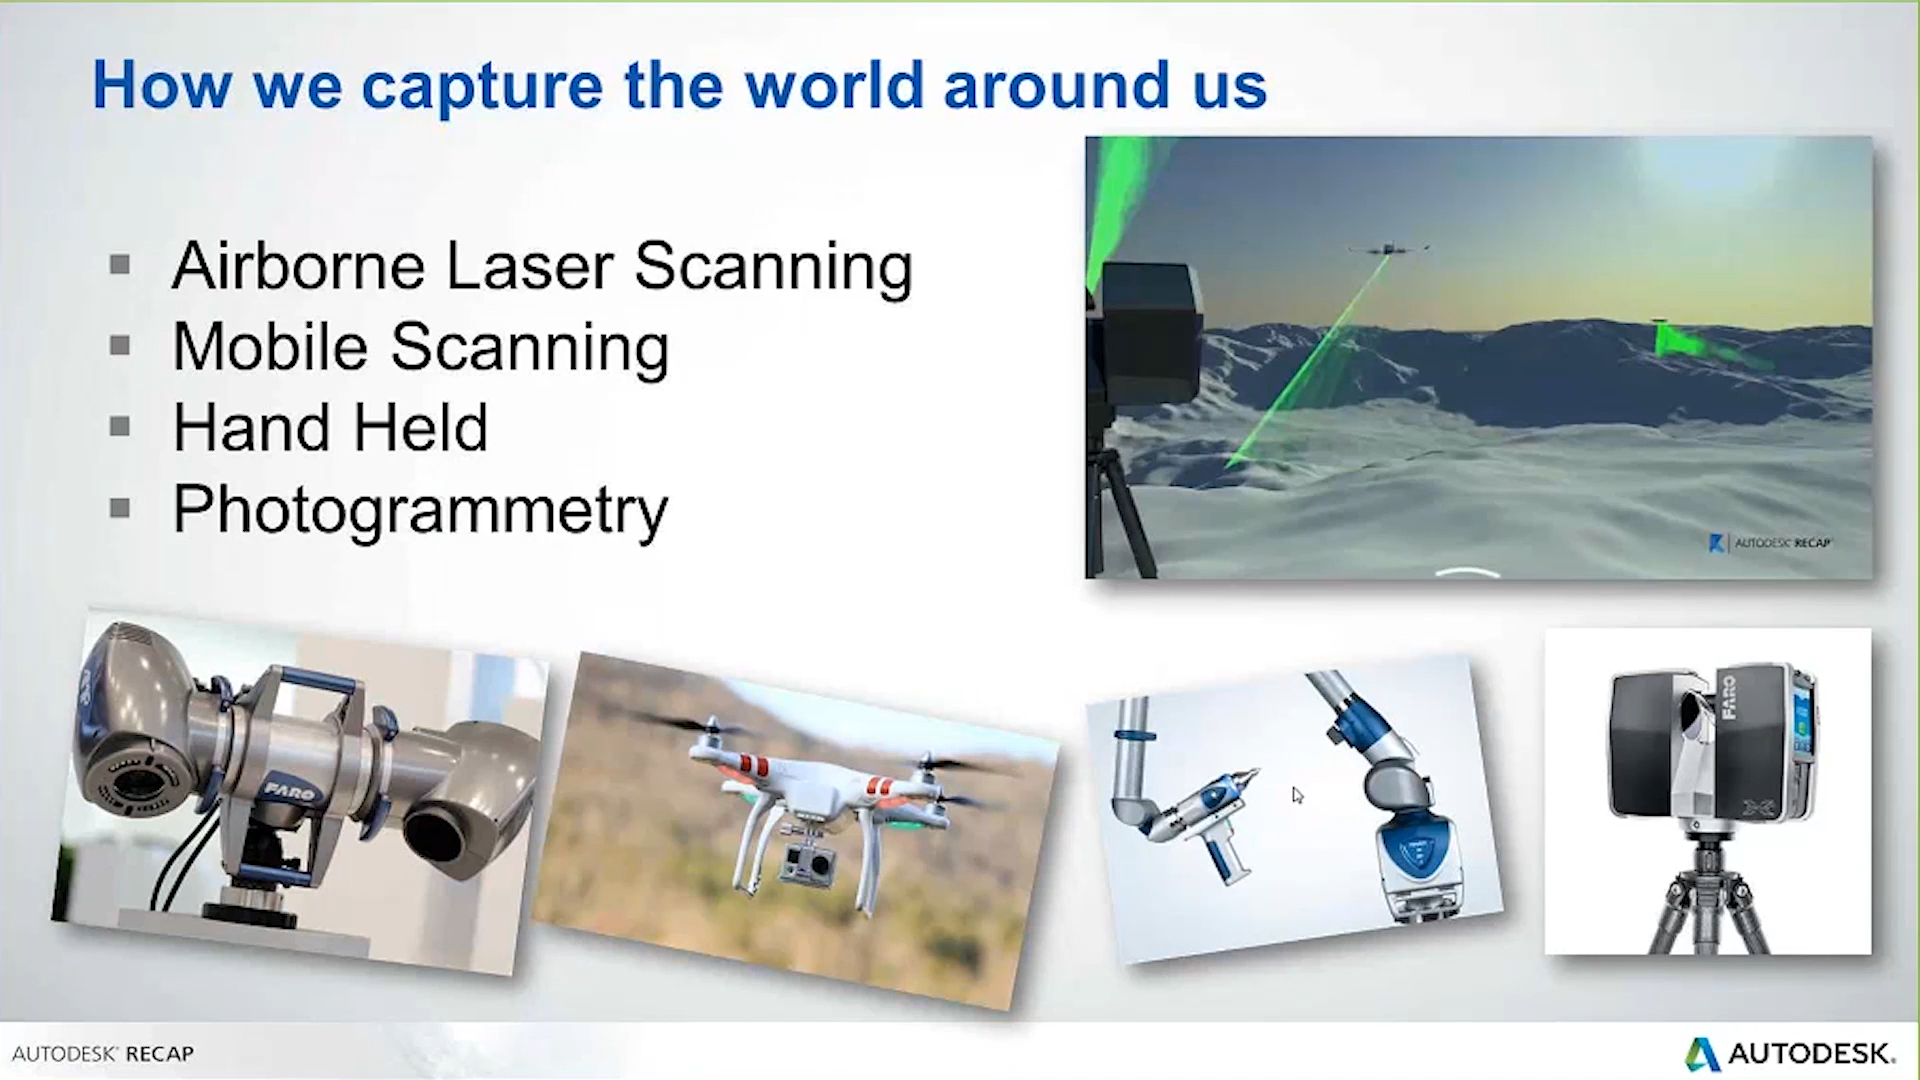 How we capture the world around us
Airborne Laser Scanning
Mobile Scanning
Hand Held
Photogrammetry
AUTODESK® RECAP®
FARO
FARO
AUTODESK® RECAP
AUTODESK®